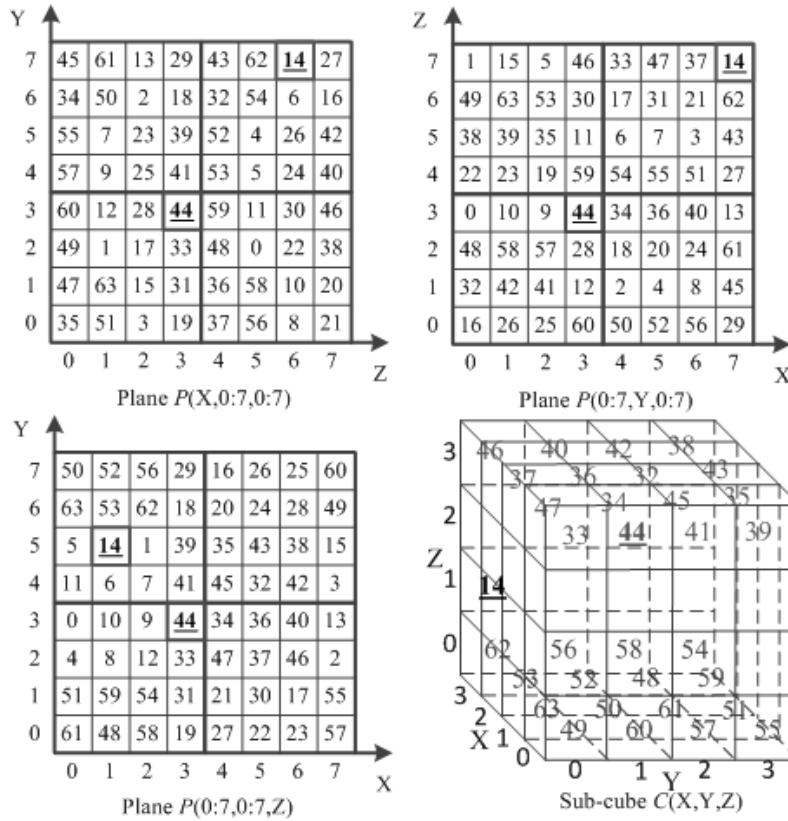 Y
7 45 61 13 29 43 62 14 27
6 34 50 2 18 32 54 6 16
5 55 7 23 39 52 4 26 42
4 57 9 25 41 53 5 24 40
3 60 12 28 44 59 11 30 46
2 49 1 17 33 48 0 22 38
1 47 63 15 31 36 58 10 20
0 35 51 3 19 37 56 8 21
0 1 2 3 4 5 6 7
Z
Plane P(X,0:7,0:7)
Z
7 1 15 5 46 33 47 37 14
6 49 63 53 30 17 31 21 62
5 38 39 35 11 6 7 3 43
4 22 23 19 59 54 55 51 27
3 0 10 9 44 34 36 40 13
2 48 58 57 28 18 20 24 61
1 32 42 41 12 2 4 8 45
0 16 26 25 60 50 52 56 29
0 1 2 3 4 5 6 7
X
Plane P(0:7,Y,0:7)
Y
7 50 52 56 29 16 26 25 60
6 63 53 62 18 20 24 28 49
5 5 14 1 39 35 43 38 15
4 11 6 7 41 45 32 42 3
3 0 10 9 44 34 36 40 13
2 4 8 12 33 47 37 46 2
1 51 59 54 31 21 30 17 55
0 61 48 58 19 27 22 23 57
0 1 2 3 4 5 6 7
X
Plane P(0:7,0:7,Z)
3 46 40 42 38
37 36 32 43
47 34 45 35
2 33 44 41 39
Z 1 14
0 62 56 58 54
53 52 48 59
3 63 50 61 51
2 49 60 57 55
X 1
0 0 1 2 3
Y
Sub-cube C(X,Y,Z)